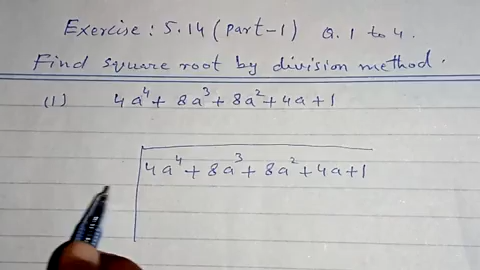 Exercise: 5.14 (Part-1) Q. 1 to 4.
Find square root by division method.
(1) 4a⁴ + 8a³ + 8a² + 4a + 1
4a⁴ + 8a³ + 8a² + 4a + 1